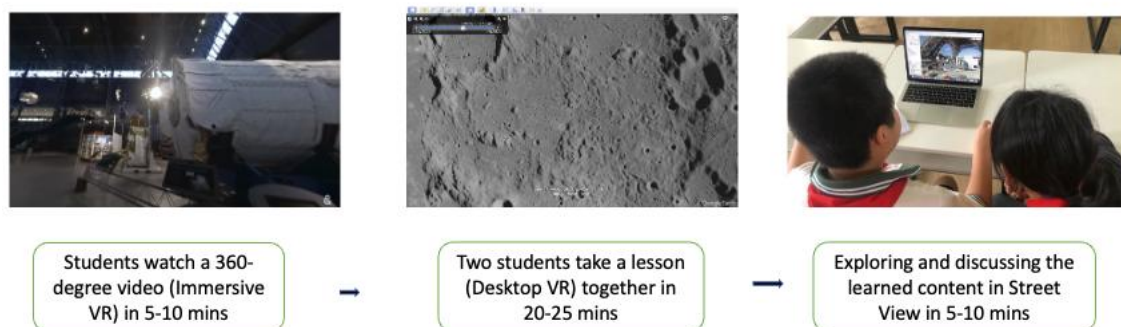 Students watch a 360-
degree video (Immersive
VR) in 5-10 mins
Two students take a lesson
(Desktop VR) together in
20-25 mins
Exploring and discussing the
learned content in Street
View in 5-10 mins